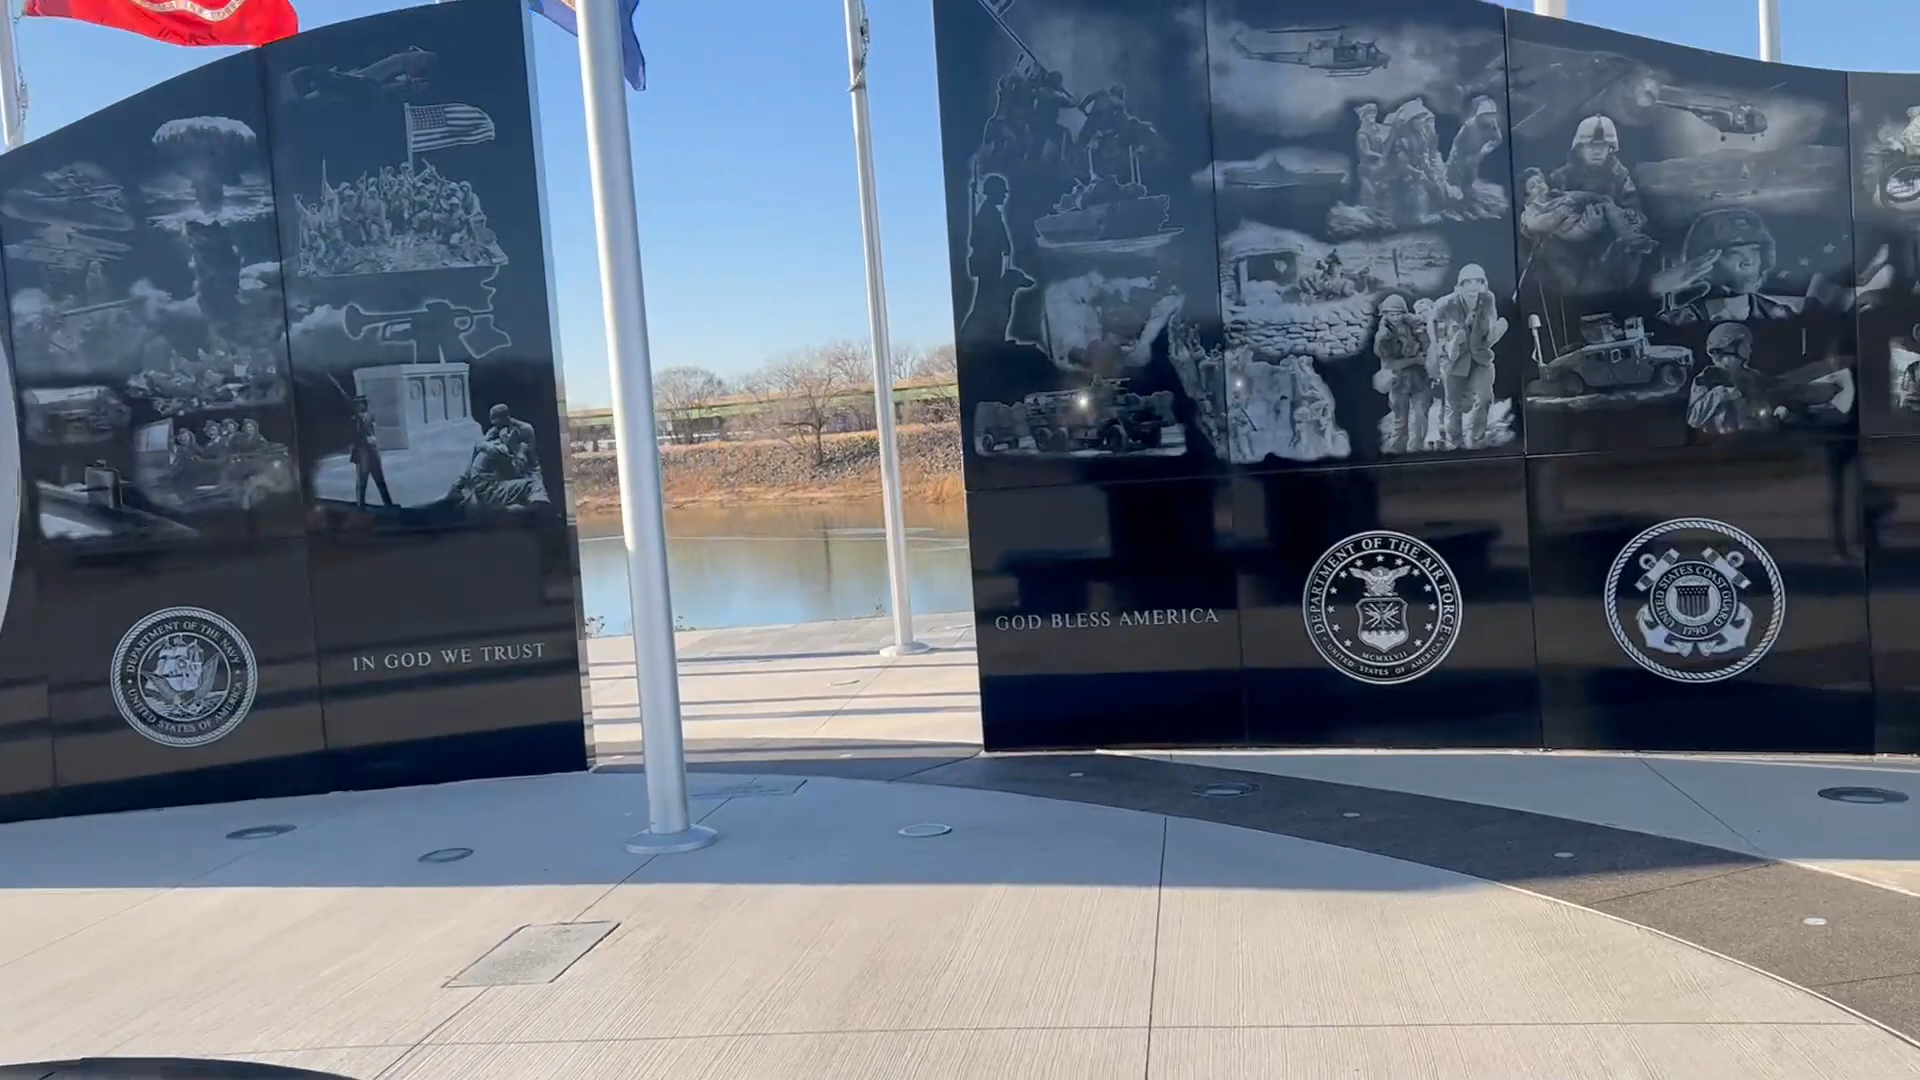 DEPARTMENT OF THE NAVY
UNITED STATES OF AMERICA
IN GOD WE TRUST
GOD BLESS AMERICA
DEPARTMENT OF THE AIR FORCE
MCMXLVII
UNITED STATES OF AMERICA
UNITED STATES COAST GUARD
1790